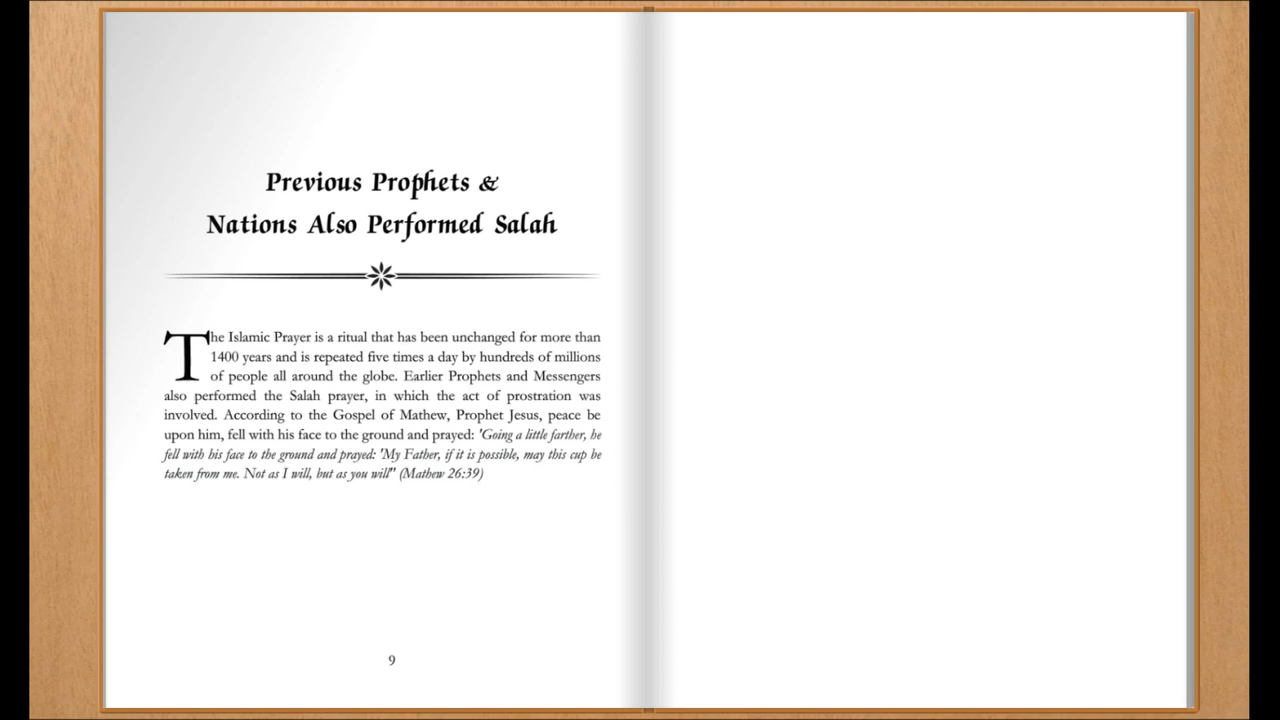 Previous Prophets &
Nations Also Performed Salah
The Islamic Prayer is a ritual that has been unchanged for more than
1400 years and is repeated five times a day by hundreds of millions
of people all around the globe. Earlier Prophets and Messengers
also performed the Salah prayer, in which the act of prostration was
involved. According to the Gospel of Mathew, Prophet Jesus, peace be
upon him, fell with his face to the ground and prayed: 'Going a little farther, he
fell with his face to the ground and prayed: 'My Father, if it is possible, may this cup be
taken from me. Not as I will, but as you will'' (Mathew 26:39)
9